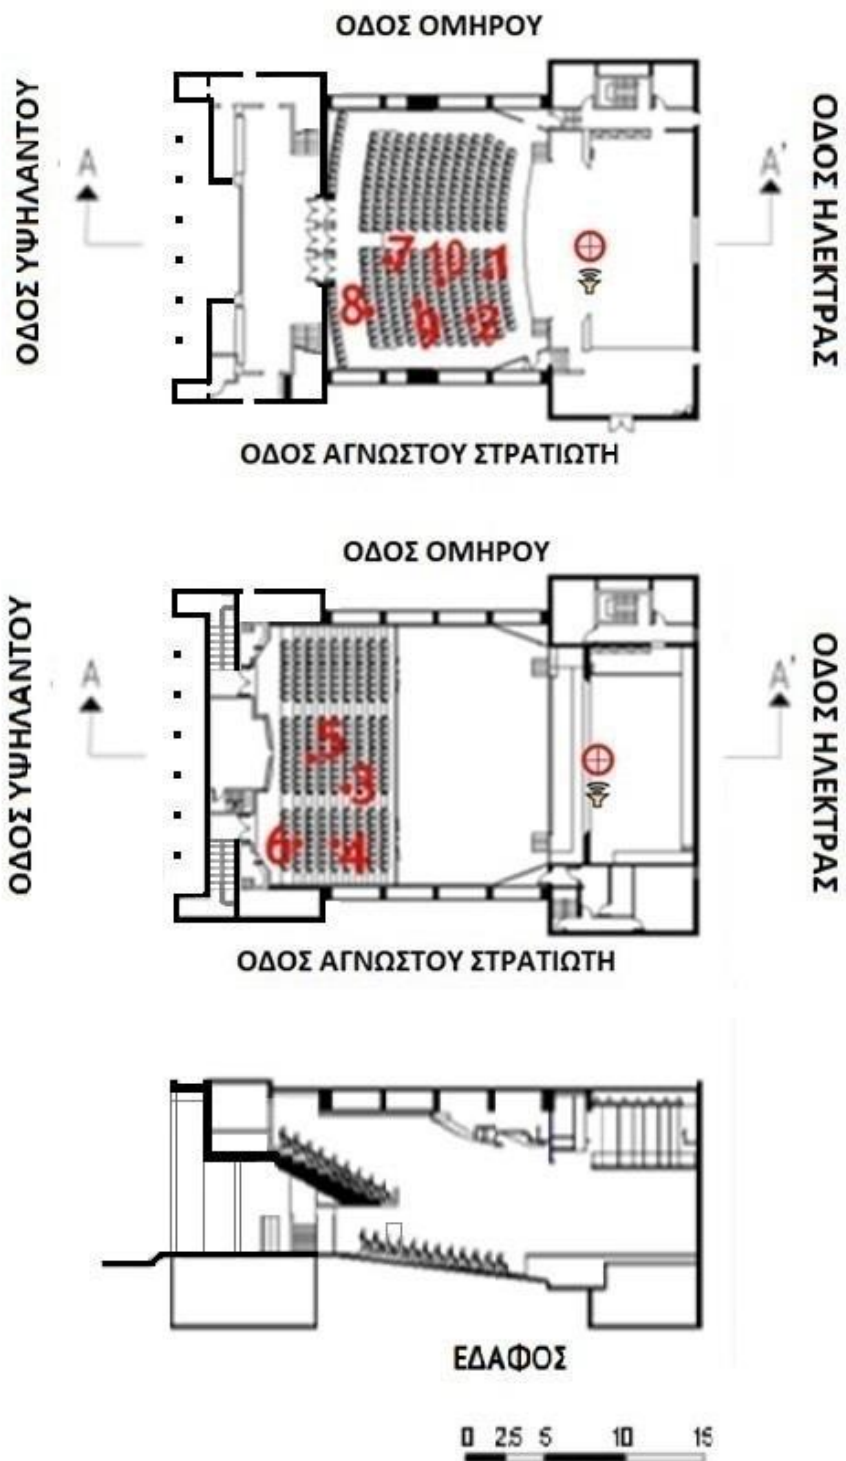 ΟΔΟΣ ΟΜΗΡΟΥ
ΟΔΟΣ ΥΨΗΛΑΝΤΟΥ
A
A'
ΟΔΟΣ ΗΛΕΚΤΡΑΣ
7 10 1
8 9 2
ΟΔΟΣ ΑΓΝΩΣΤΟΥ ΣΤΡΑΤΙΩΤΗ
ΟΔΟΣ ΟΜΗΡΟΥ
ΟΔΟΣ ΥΨΗΛΑΝΤΟΥ
A
A'
ΟΔΟΣ ΗΛΕΚΤΡΑΣ
5
3
6 4
ΟΔΟΣ ΑΓΝΩΣΤΟΥ ΣΤΡΑΤΙΩΤΗ
ΕΔΑΦΟΣ
0 2.5 5 10 15